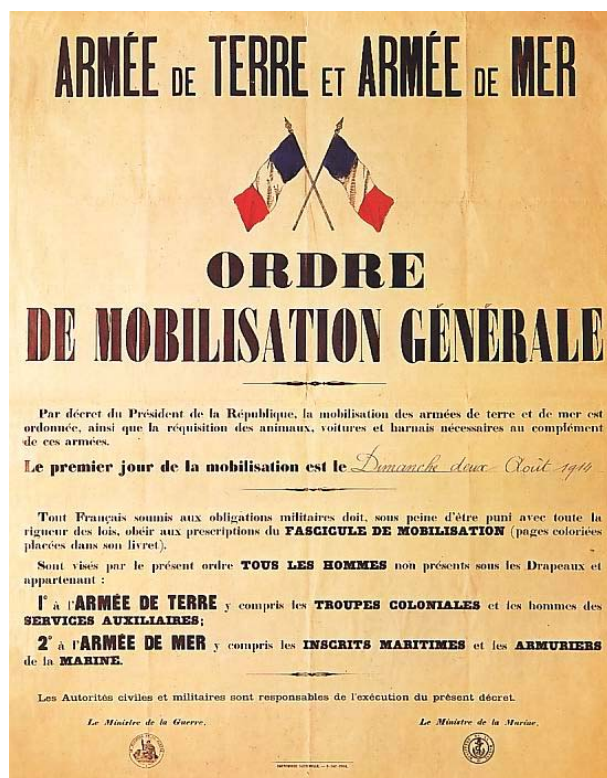 ARMÉE DE TERRE ET ARMÉE DE MER
ORDRE
DE MOBILISATION GÉNÉRALE
Par décret du Président de la République, la mobilisation des armées de terre et de mer est
ordonnée, ainsi que la réquisition des animaux, voitures et harnais nécessaires au complément
de ces armées.
Le premier jour de la mobilisation est le Dimanche deux Août 1914
Tout Français soumis aux obligations militaires doit, sous peine d'être puni avec toute la
rigueur des lois, obéir aux prescriptions du FASCICULE DE MOBILISATION (pages coloriées
placées dans son livret).
Sont visés par le présent ordre TOUS LES HOMMES non présents sous les Drapeaux et
appartenant :
1° à l'ARMÉE DE TERRE y compris les TROUPES COLONIALES et les hommes des
SERVICES AUXILIAIRES;
2° à l'ARMÉE DE MER y compris les INSCRITS MARITIMES et les ARMURIERS
de la MARINE.
Les Autorités civiles et militaires sont responsables de l'exécution du présent décret.
Le Ministre de la Guerre,
Le Ministre de la Marine,
IMPRIMERIE NATIONALE